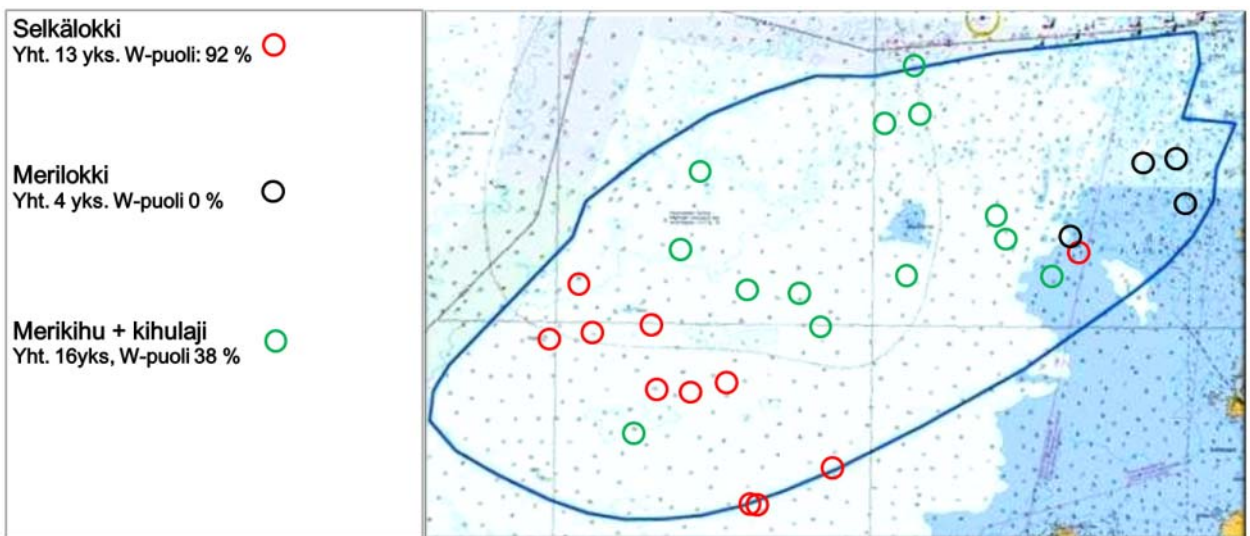 Selkälokki
Yht. 13 yks. W-puoli: 92 %
Merilokki
Yht. 4 yks. W-puoli 0 %
Merikihu + kihulaji
Yht. 16yks, W-puoli 38 %